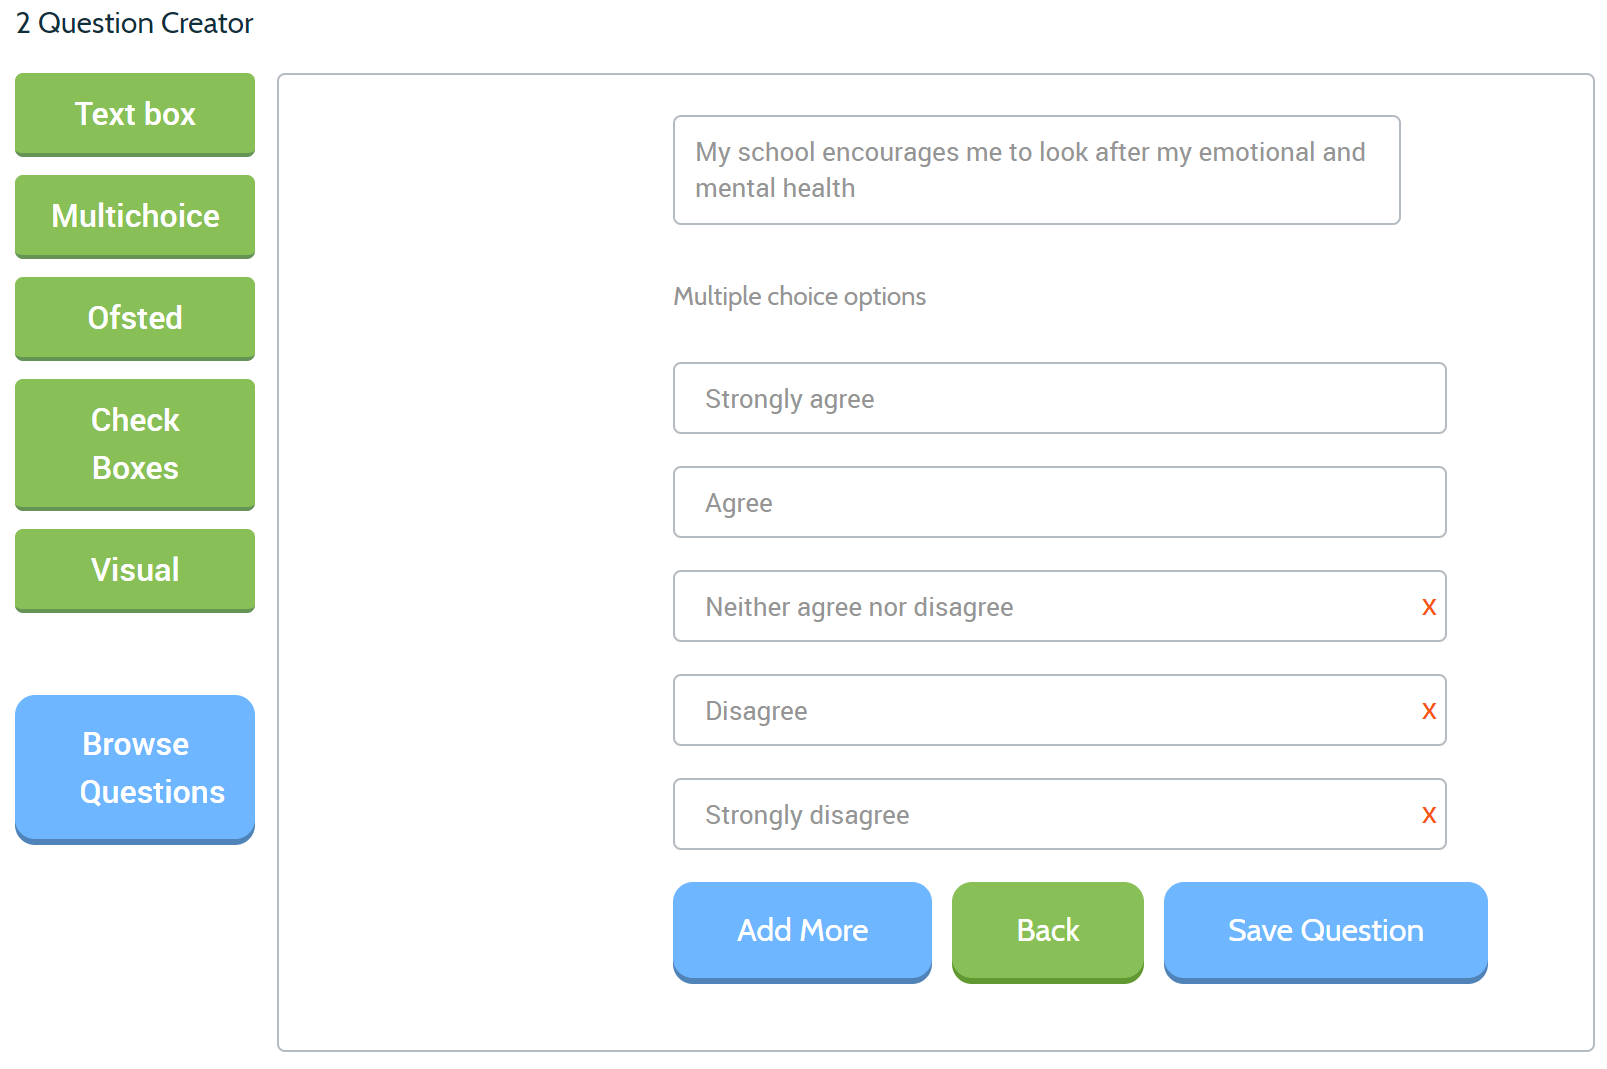 2 Question Creator
Text box
Multichoice
Ofsted
Check
Boxes
Visual
Browse
Questions
My school encourages me to look after my emotional and
mental health
Multiple choice options
Strongly agree
Agree
Neither agree nor disagree
X
Disagree
X
Strongly disagree
X
Add More
Back
Save Question